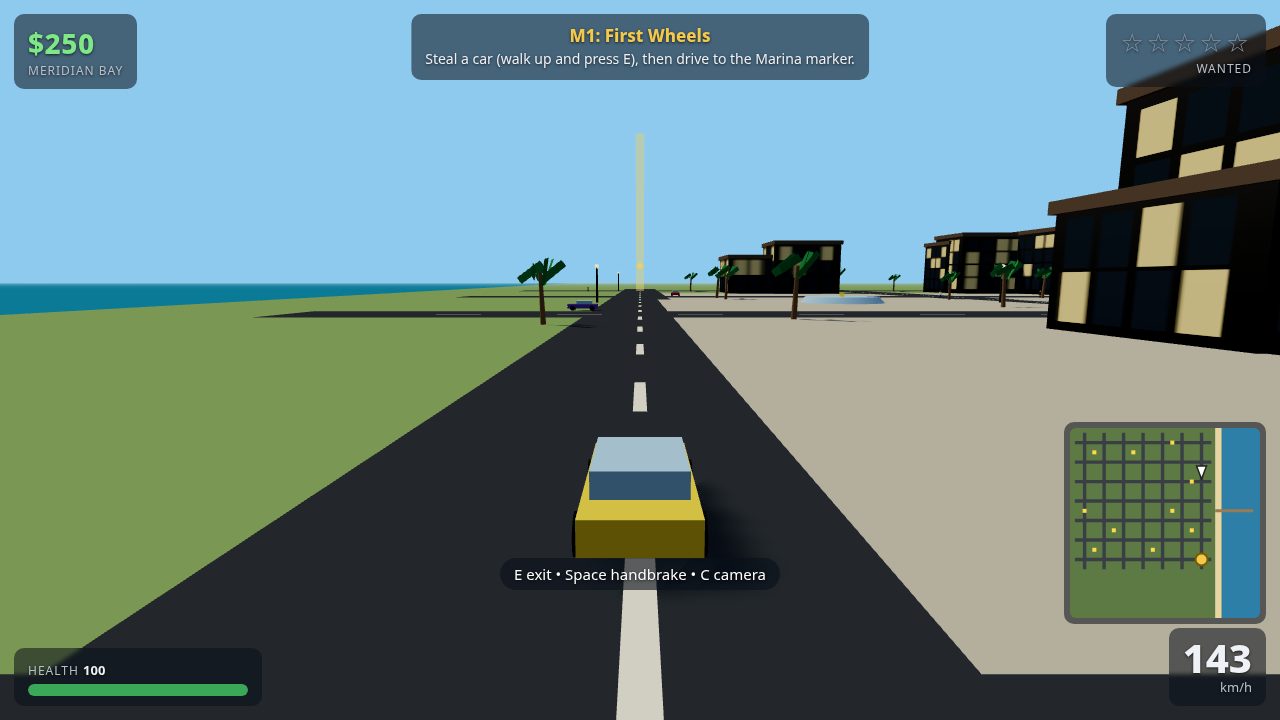 $250
MERIDIAN BAY
M1: First Wheels
Steal a car (walk up and press E), then drive to the Marina marker.
☆☆☆☆☆
WANTED
E exit • Space handbrake • C camera
HEALTH 100
143
km/h